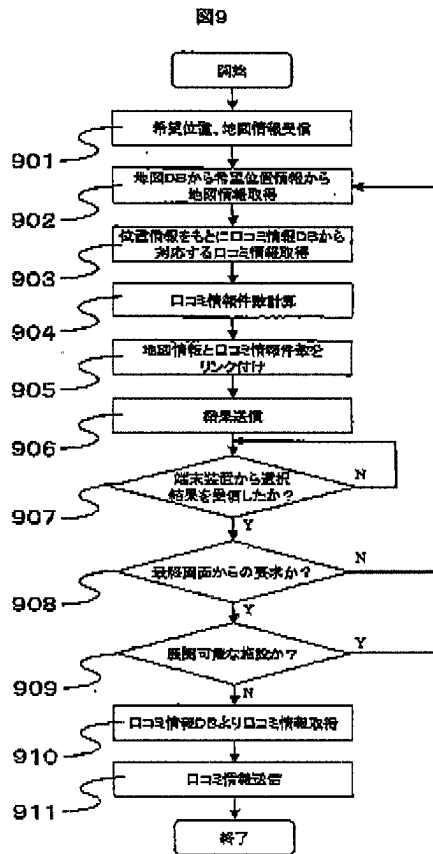 図9
開始
希望位置、地図情報受信
901
地図DBから希望位置情報から
地図情報取得
902
位置情報をもとに口コミ情報DBから
対応する口コミ情報取得
903
口コミ情報件数計算
904
地図情報と口コミ情報件数を
リンク付け
905
結果送信
906
端末装置から選択
結果を受信したか?
N
907
Y
最終画面からの要求か?
N
908
Y
展開可能な施設か?
Y
909
N
口コミ情報DBより口コミ情報取得
910
口コミ情報送信
911
終了